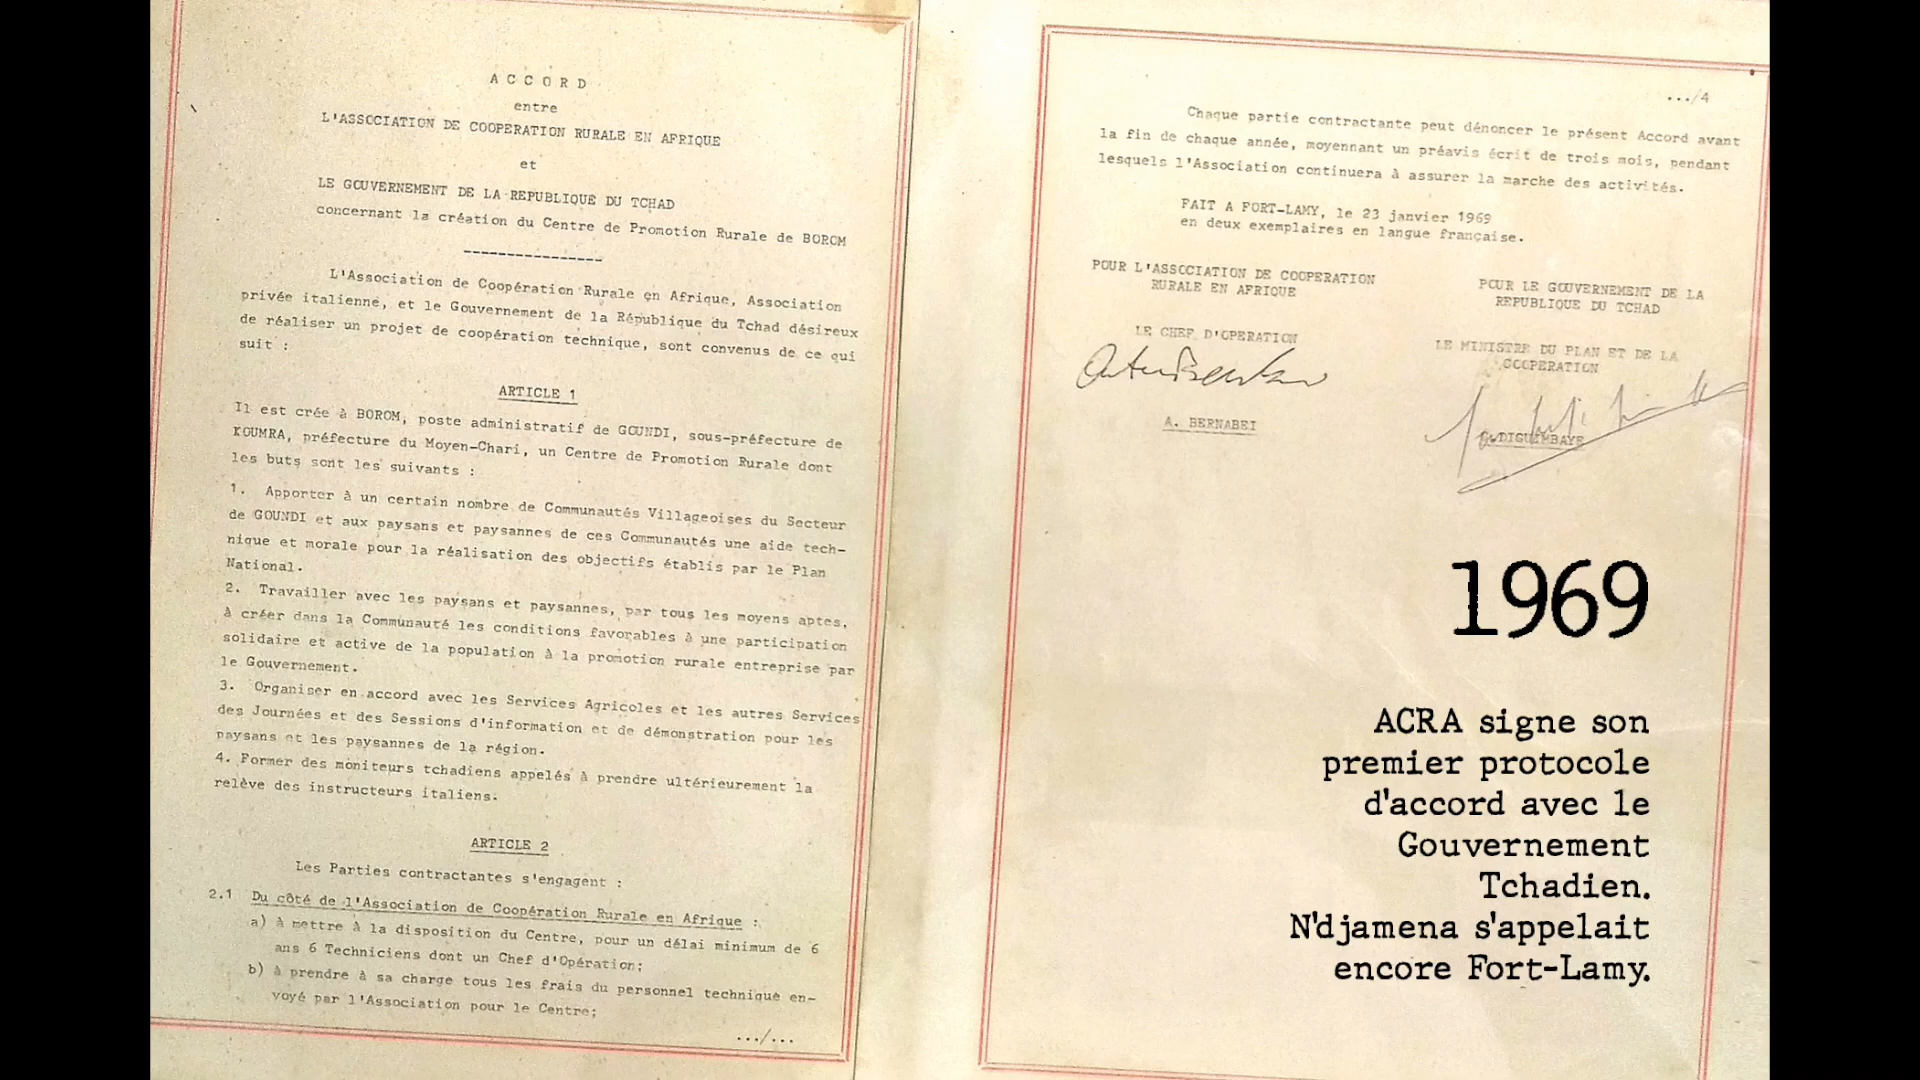 A C C O R D
entre
L'ASSOCIATION DE COOPERATION RURALE EN AFRIQUE
et
LE GOUVERNEMENT DE LA REPUBLIQUE DU TCHAD
concernant la création du Centre de Promotion Rurale de BOROM
----------------
L'Association de Coopération Rurale en Afrique, Association
privée italienne, et le Gouvernement de la République du Tchad désireux
de réaliser un projet de coopération technique, sont convenus de ce qui
suit :
ARTICLE 1
Il est crée à BOROM, poste administratif de GOUNDI, sous-préfecture de
KOUMRA, préfecture du Moyen-Chari, un Centre de Promotion Rurale dont
les buts sont les suivants :
1. Apporter à un certain nombre de Communautés Villageoises du Secteur
de GOUNDI et aux paysans et paysannes de ces Communautés une aide tech-
nique et morale pour la réalisation des objectifs établis par le Plan
National.
2. Travailler avec les paysans et paysannes, par tous les moyens aptes,
à créer dans la Communauté les conditions favorables à une participation
solidaire et active de la population à la promotion rurale entreprise par
le Gouvernement.
3. Organiser en accord avec les Services Agricoles et les autres Services
des Journées et des Sessions d'information et de démonstration pour les
paysans et les paysannes de la région.
4. Former des moniteurs tchadiens appelés à prendre ultérieurement la
relève des instructeurs italiens.
ARTICLE 2
Les Parties contractantes s'engagent :
2.1 Du côté de l'Association de Coopération Rurale en Afrique :
a) à mettre à la disposition du Centre, pour un délai minimum de 6
ans 6 Techniciens dont un Chef d'Opération;
b) à prendre à sa charge tous les frais du personnel technique en-
voyé par l'Association pour le Centre;
.../...
.../4
Chaque partie contractante peut dénoncer le présent Accord avant
la fin de chaque année, moyennant un préavis écrit de trois mois, pendant
lesquels l'Association continuera à assurer la marche des activités.
FAIT A FORT-LAMY, le 23 janvier 1969
en deux exemplaires en langue française.
POUR L'ASSOCIATION DE COOPERATION
RURALE EN AFRIQUE
LE CHEF D'OPERATION
A. BERNABEI
POUR LE GOUVERNEMENT DE LA
REPUBLIQUE DU TCHAD
LE MINISTRE DU PLAN ET DE LA
COOPERATION
DIGUIMBAYE
1969
ACRA signe son
premier protocole
d'accord avec le
Gouvernement
Tchadien.
N'djamena s'appelait
encore Fort-Lamy.